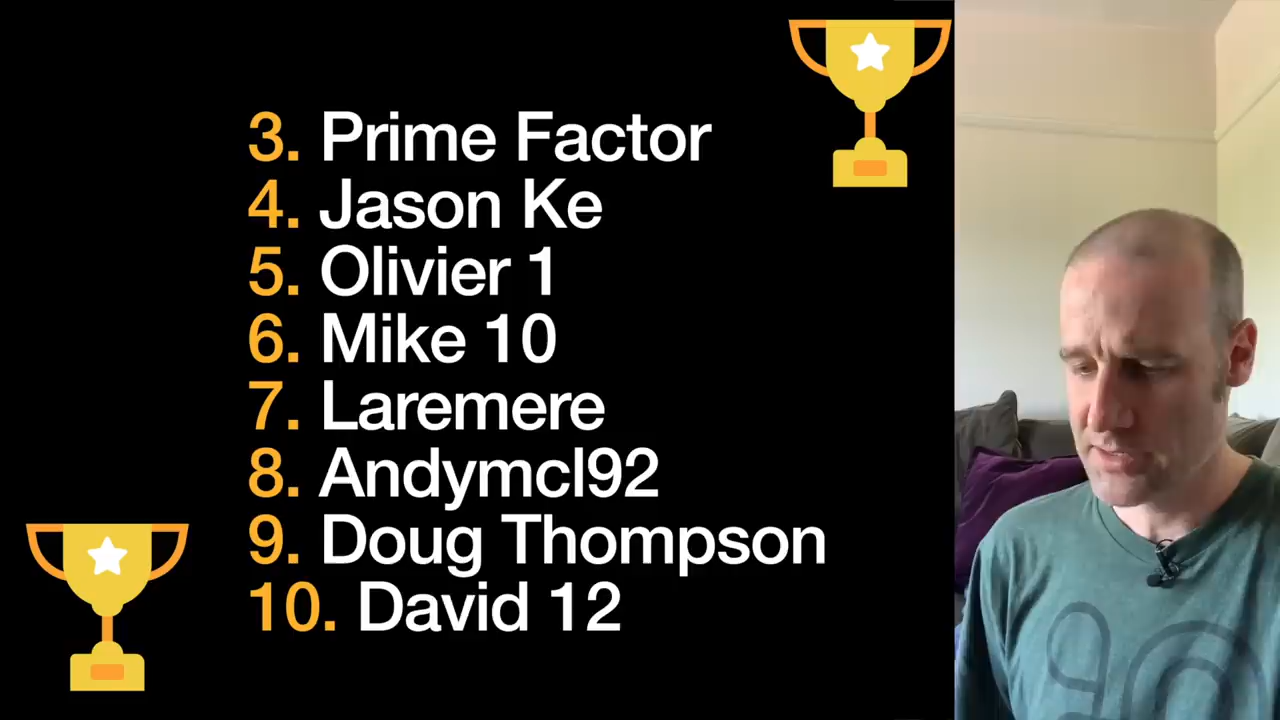 3. Prime Factor
4. Jason Ke
5. Olivier 1
6. Mike 10
7. Laremere
8. Andymcl92
9. Doug Thompson
10. David 12